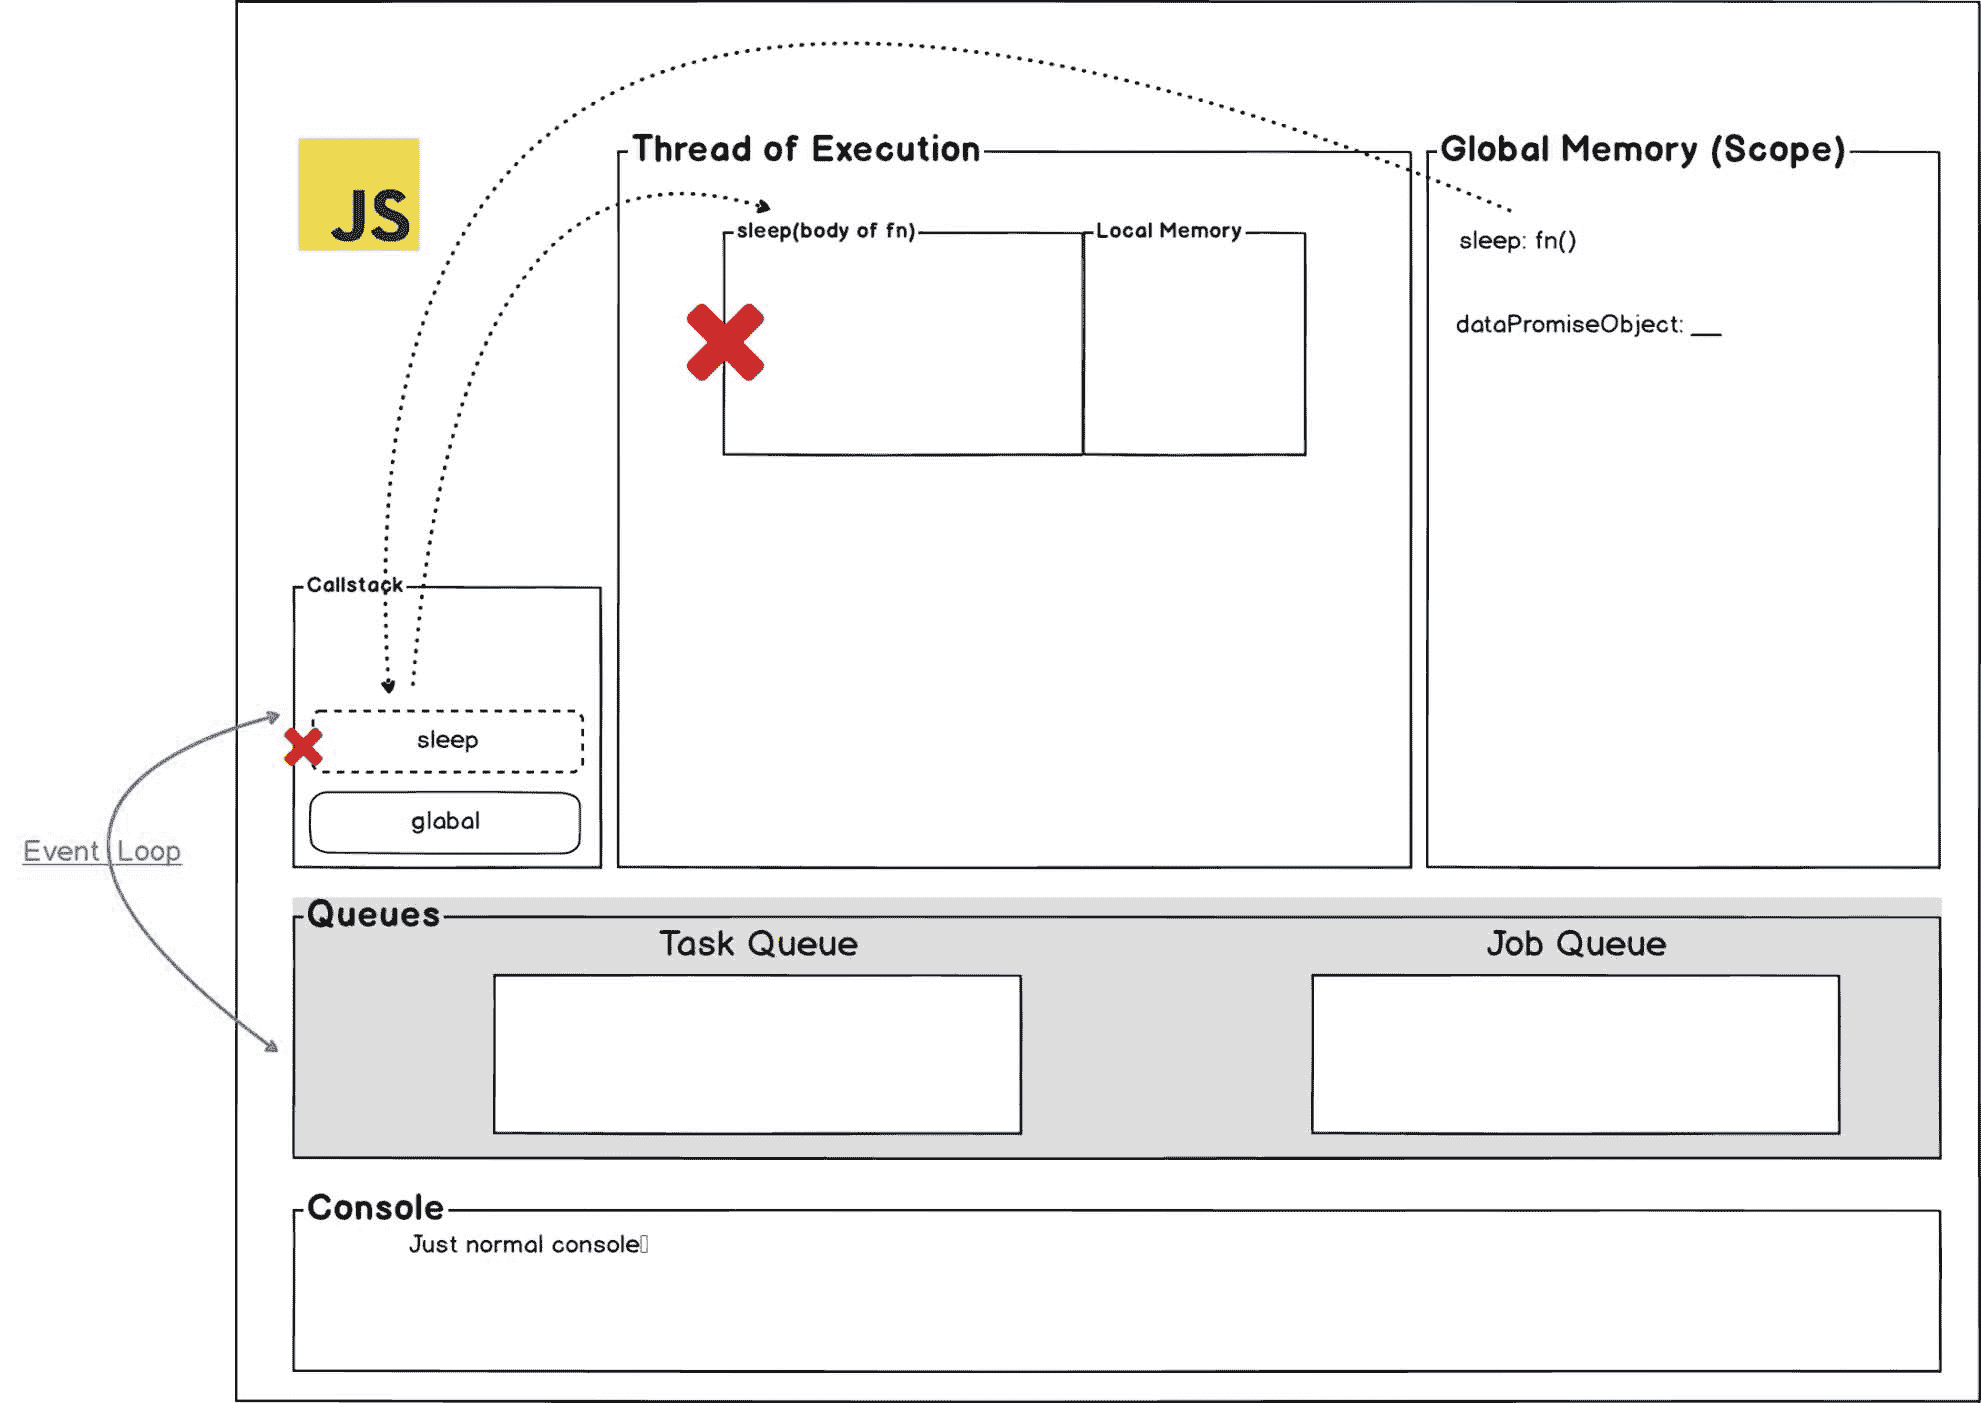 JS
Thread of Execution
Global Memory (Scope)
sleep(body of fn)
Local Memory
sleep: fn()
dataPromiseObject: __
Callstack
sleep
glabal
Event Loop
Queues
Task Queue
Job Queue
Console
Just normal console▯